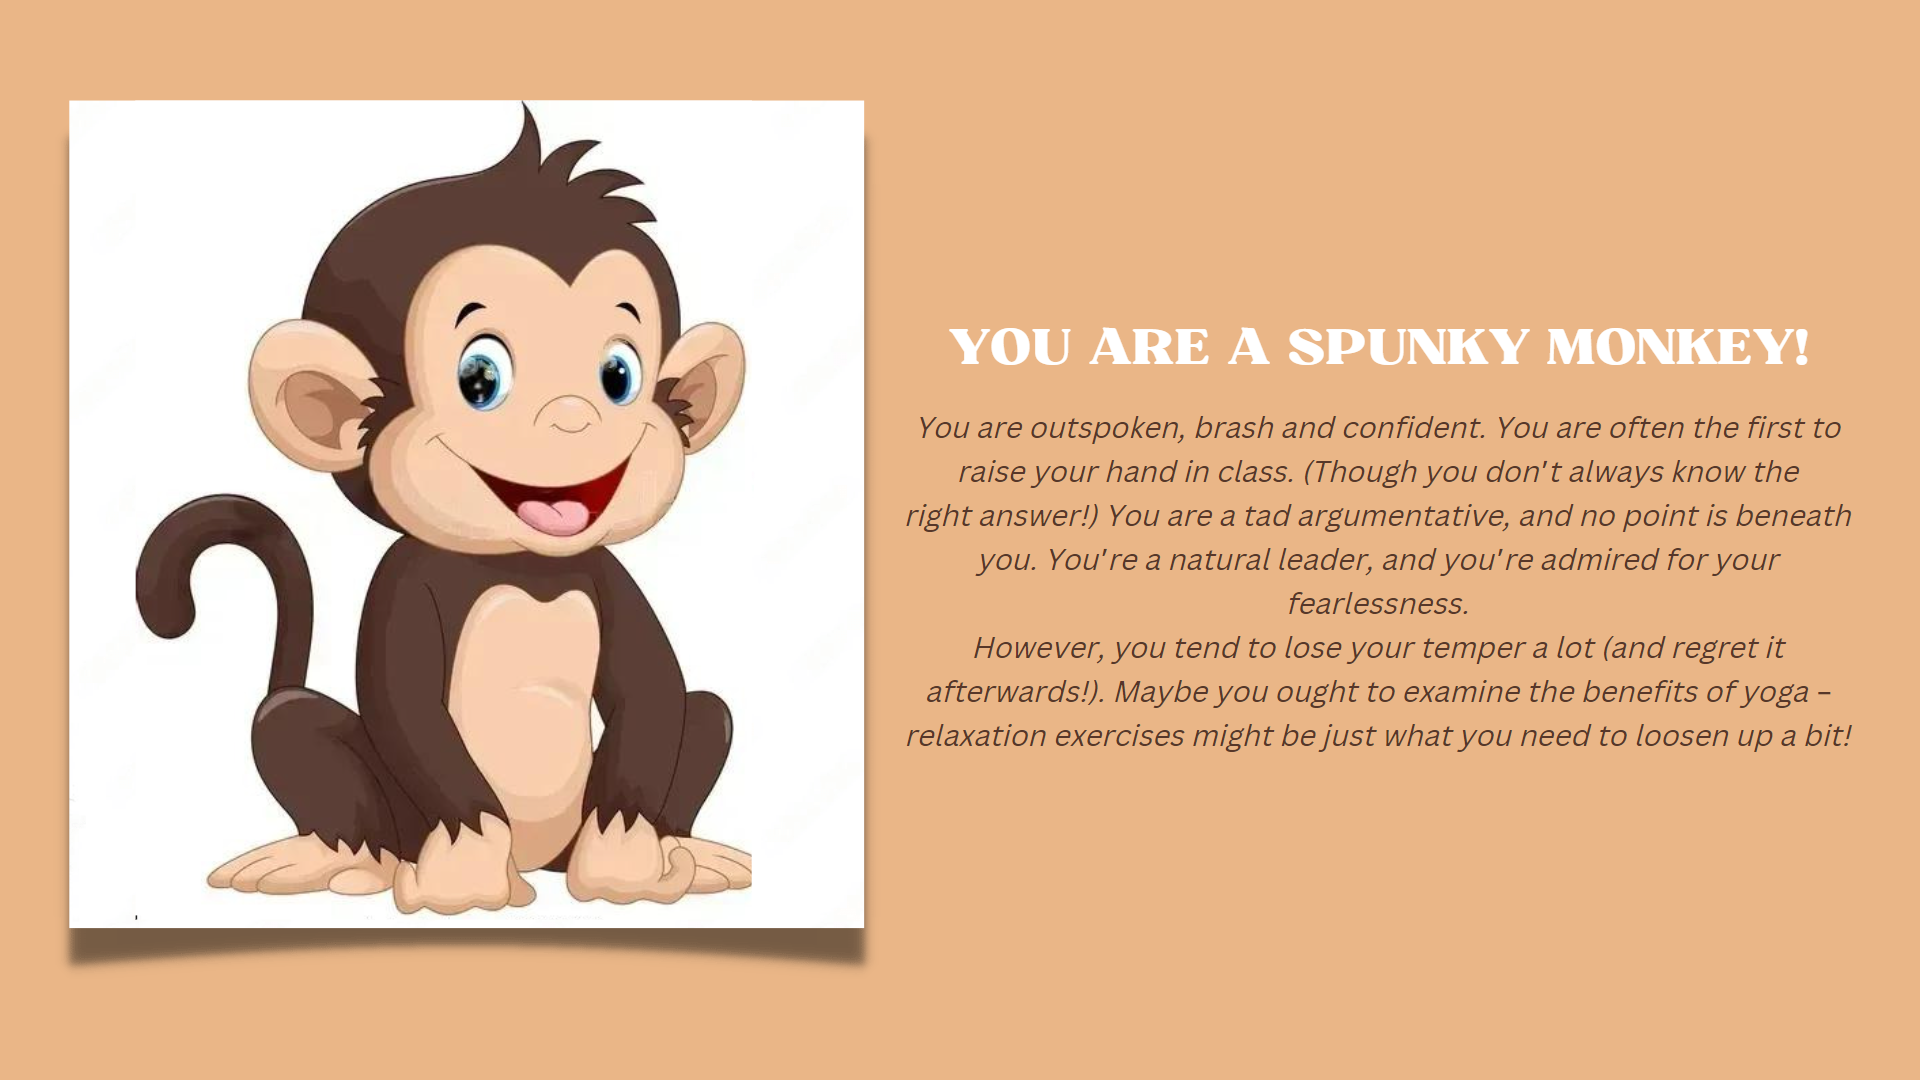 YOU ARE A SPUNKY MONKEY!
You are outspoken, brash and confident. You are often the first to
raise your hand in class. (Though you don't always know the
right answer!) You are a tad argumentative, and no point is beneath
you. You're a natural leader, and you're admired for your
fearlessness.
However, you tend to lose your temper a lot (and regret it
afterwards!). Maybe you ought to examine the benefits of yoga –
relaxation exercises might be just what you need to loosen up a bit!